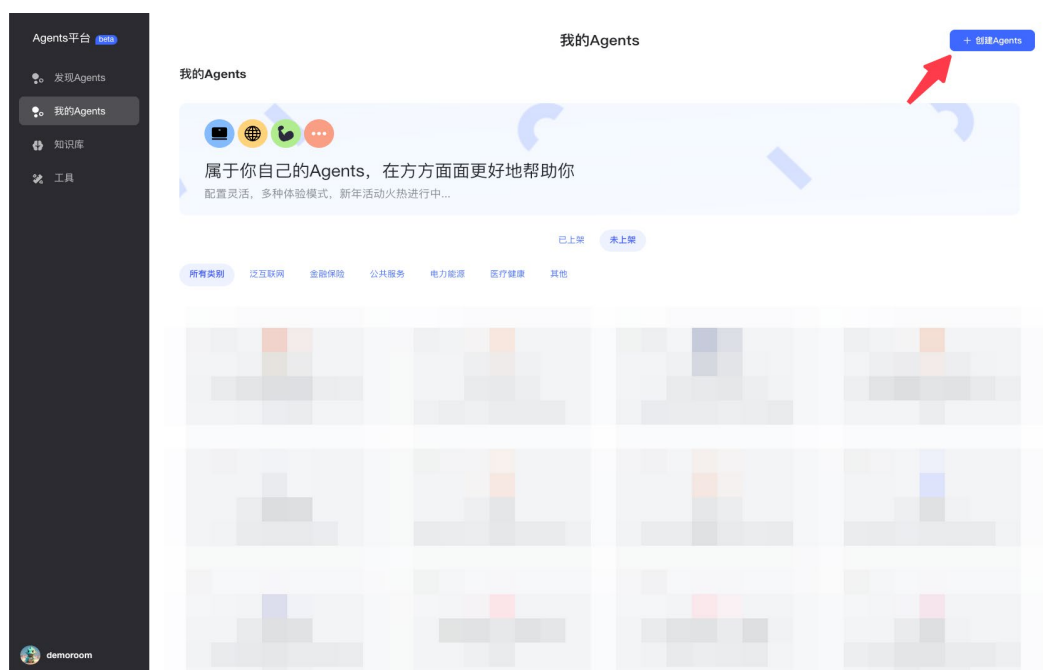 Agents平台 beta
发现Agents
我的Agents
知识库
工具
demoroom
我的Agents
+ 创建Agents
我的Agents
属于你自己的Agents，在方方面面更好地帮助你
配置灵活，多种体验模式，新年活动火热进行中...
已上架 未上架
所有类别 泛互联网 金融保险 公共服务 电力能源 医疗健康 其他